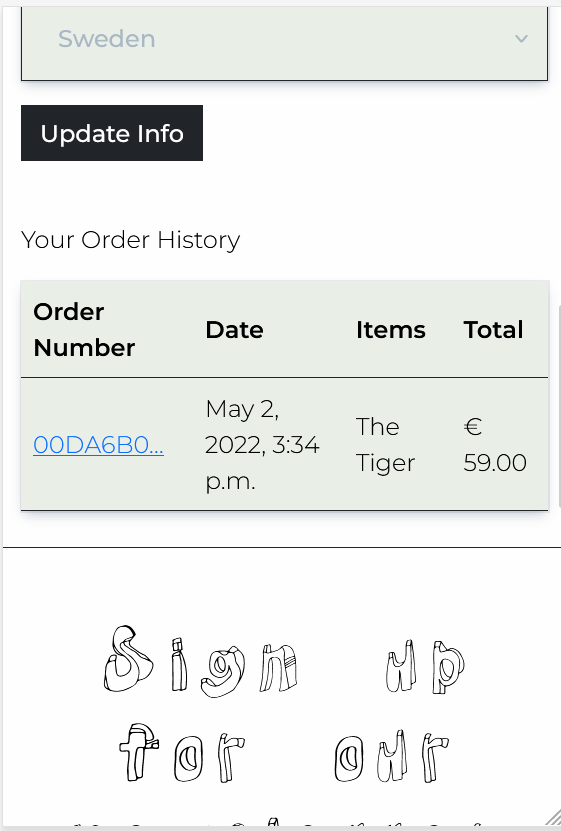 Sweden
Update Info
Your Order History
Order Number Date Items Total
00DA6B0... May 2, 2022, 3:34 p.m. The Tiger € 59.00
Sign up
for our